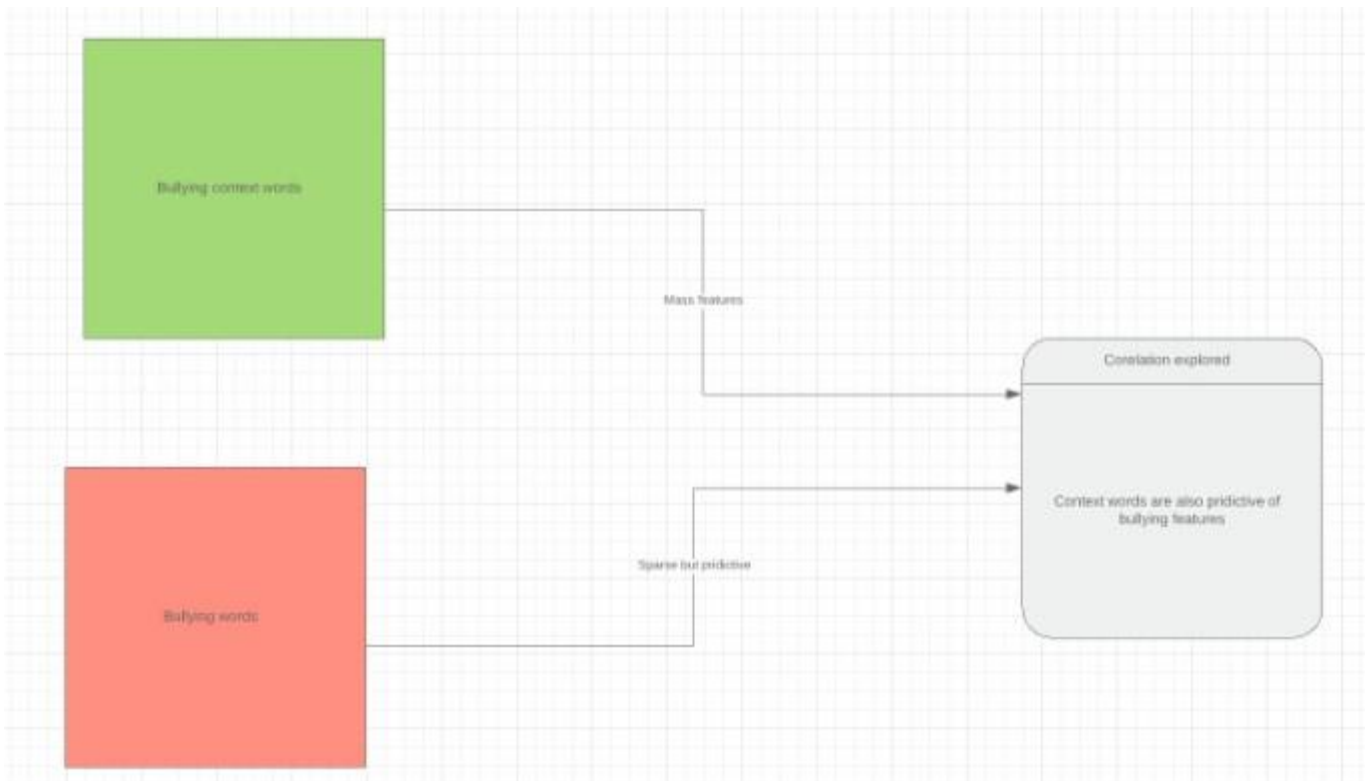 Bullying context words
Mass features
Corelation explored
Context words are also pridictive of
bullying features
Sparse but pridictive
Bullying words